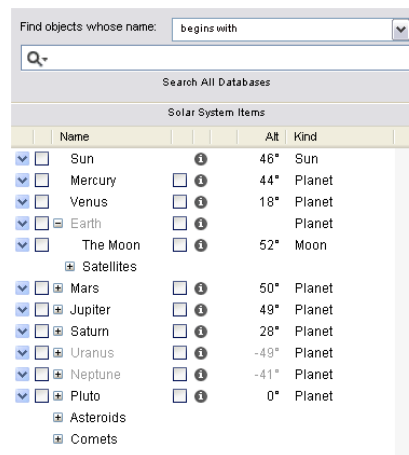 Find objects whose name: begins with
Search All Databases
Solar System Items
Name Alt Kind
Sun 46° Sun
Mercury 44° Planet
Venus 18° Planet
Earth Planet
The Moon 52° Moon
Satellites
Mars 50° Planet
Jupiter 49° Planet
Saturn 28° Planet
Uranus -49° Planet
Neptune -41° Planet
Pluto 0° Planet
Asteroids
Comets